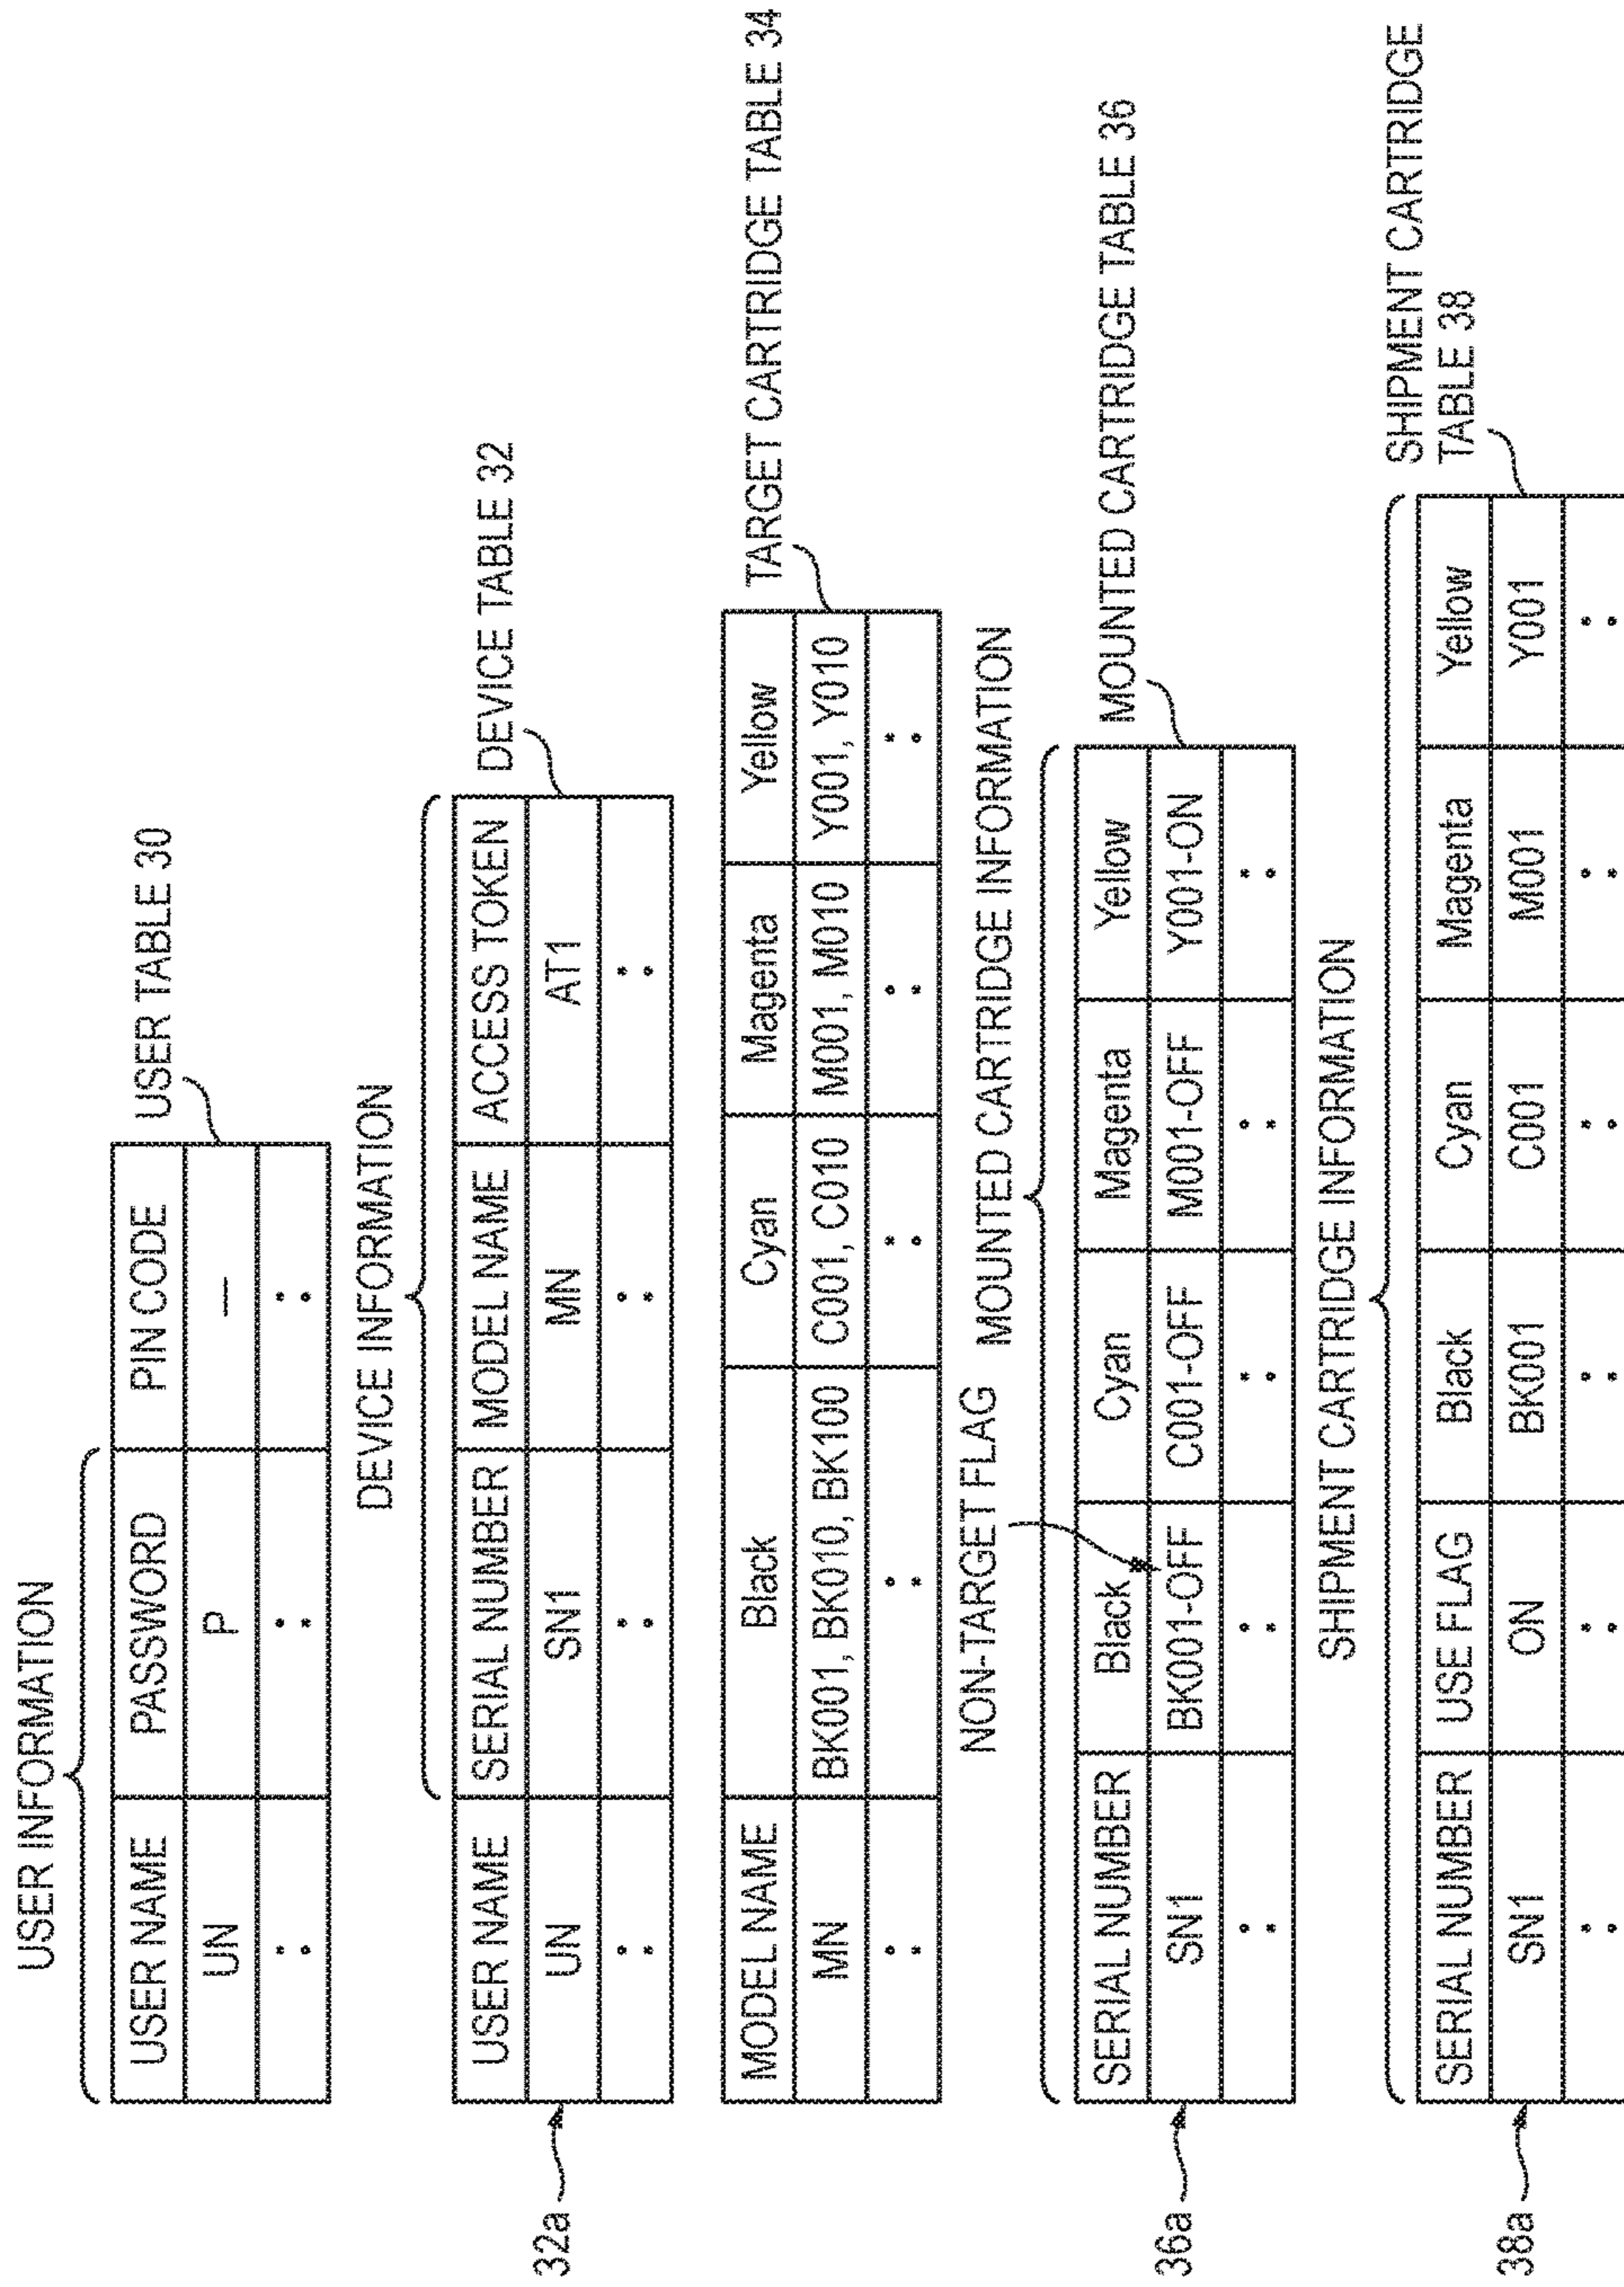 USER INFORMATION
USER TABLE 30
USER NAME PASSWORD PIN CODE
UN P —
DEVICE INFORMATION
DEVICE TABLE 32
USER NAME SERIAL NUMBER MODEL NAME ACCESS TOKEN
32a UN SN1 MN AT1
TARGET CARTRIDGE TABLE 34
MODEL NAME Black Cyan Magenta Yellow
MN BK001, BK010, BK100 C001, C010 M001, M010 Y001, Y010
NON-TARGET FLAG
MOUNTED CARTRIDGE INFORMATION
MOUNTED CARTRIDGE TABLE 36
SERIAL NUMBER Black Cyan Magenta Yellow
36a SN1 BK001-OFF C001-OFF M001-OFF Y001-ON
SHIPMENT CARTRIDGE INFORMATION
SHIPMENT CARTRIDGE
TABLE 38
SERIAL NUMBER USE FLAG Black Cyan Magenta Yellow
38a SN1 ON BK001 C001 M001 Y001